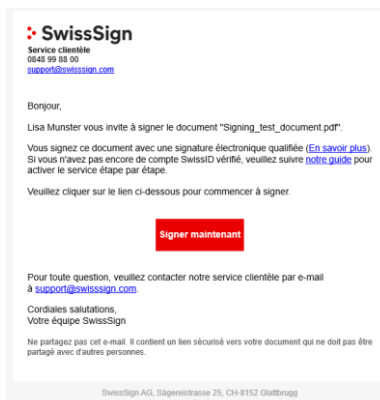 SwissSign
Service clientèle
0848 99 88 00
support@swisssign.com
Bonjour,
Lisa Munster vous invite à signer le document "Signing_test_document.pdf".
Vous signez ce document avec une signature électronique qualifiée (En savoir plus).
Si vous n'avez pas encore de compte SwissID vérifié, veuillez suivre notre guide pour
activer le service étape par étape.
Veuillez cliquer sur le lien ci-dessous pour commencer à signer.
Signer maintenant
Pour toute question, veuillez contacter notre service clientèle par e-mail
à support@swisssign.com.
Cordiales salutations,
Votre équipe SwissSign
Ne partagez pas cet e-mail. Il contient un lien sécurisé vers votre document qui ne doit pas être
partagé avec d'autres personnes.
SwissSign AG, Sägereistrasse 25, CH-8152 Glattbrugg